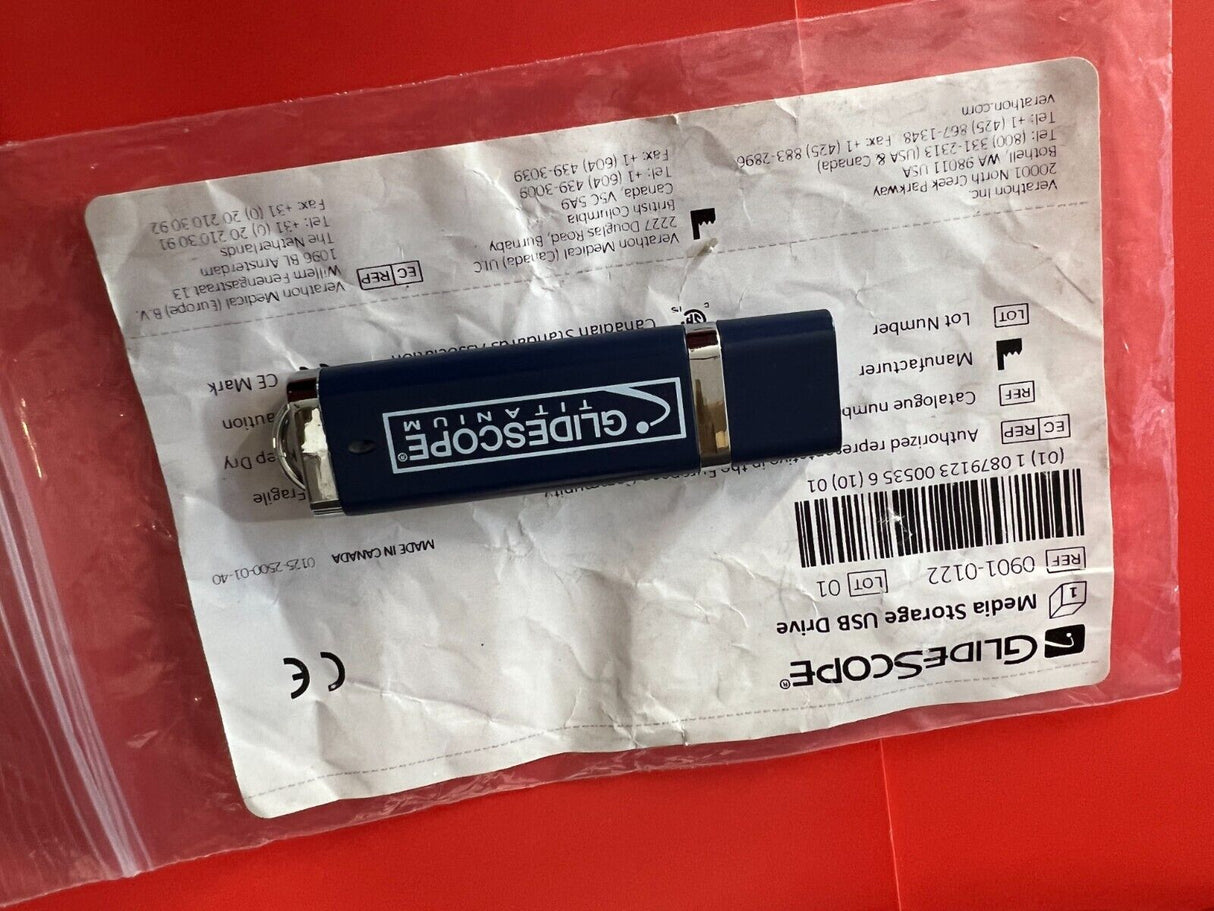 GLIDESCOPE®
1 Media Storage USB Drive
REF 0901-0122 LOT 01
(01) 1 0879123 00535 6 (10) 01
CE
MADE IN CANADA 0125-2500-01-40
EC REP Authorized representative in the European Community
REF Catalogue numb
Manufacturer
LOT Lot Number
Fragile
ep Dry
aution
CE Mark
Canadian Standards Association
GLIDESCOPE®
TITANIUM
Verathon Inc.
20001 North Creek Parkway
Bothell, WA 98011 USA
Tel: (800) 331-2313 (USA & Canada)
Tel: +1 (425) 867-1348 Fax: +1 (425) 883-2896
verathon.com
Verathon Medical (Canada) ULC
2227 Douglas Road, Burnaby
British Columbia
Canada, V5C 5A9
Tel: +1 (604) 439-3009
Fax: +1 (604) 439-3039
EC REP
Verathon Medical (Europe) B.V.
Willem Fenengastraat 13
1096 BL Amsterdam
The Netherlands
Tel: +31 (0) 20 210 30 91
Fax: +31 (0) 20 210 30 92